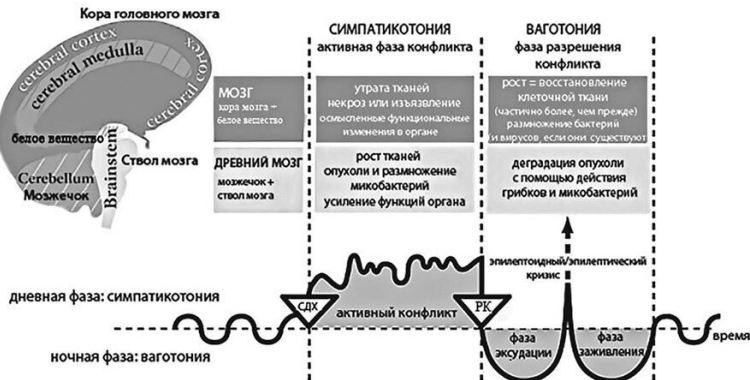 Кора головного мозга
cerebral cortex
cerebral medulla
cerebral cortex
белое вещество
Ствол мозга
Brainstem
Cerebellum
Мозжечок
СИМПАТИКОТОНИЯ
активная фаза конфликта
ВАГОТОНИЯ
фаза разрешения
конфликта
МОЗГ
кора мозга +
белое вещество
утрата тканей
некроз или изъязвление
осмысленные функциональные
изменения в органе
рост = восстановление
клеточной ткани
(частично более, чем прежде)
размножение бактерий
(и вирусов, если они существуют
ДРЕВНИЙ МОЗГ
мозжечок +
ствол мозга
рост тканей
опухоли и размножение
микобактерий
усиление функций органа
деградация опухоли
с помощью действия
грибков и микобактерий
эпилептоидный/эпилептический
кризис
дневная фаза: симпатикотония
СДХ
активный конфликт
РК
время
ночная фаза: ваготония
фаза
эксудации
фаза
заживления